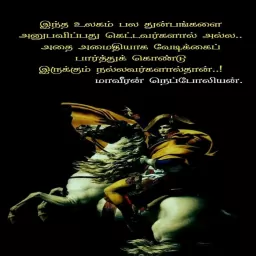 இந்த உலகம் பல துன்பங்களை
அனுபவிப்பது கெட்டவர்களால் அல்ல..
அதை அமைதியாக வேடிக்கைப்
பார்த்துக் கொண்டு
இருக்கும் நல்லவர்களால்தான்..!
மாவீரன் நெப்போலியன்.